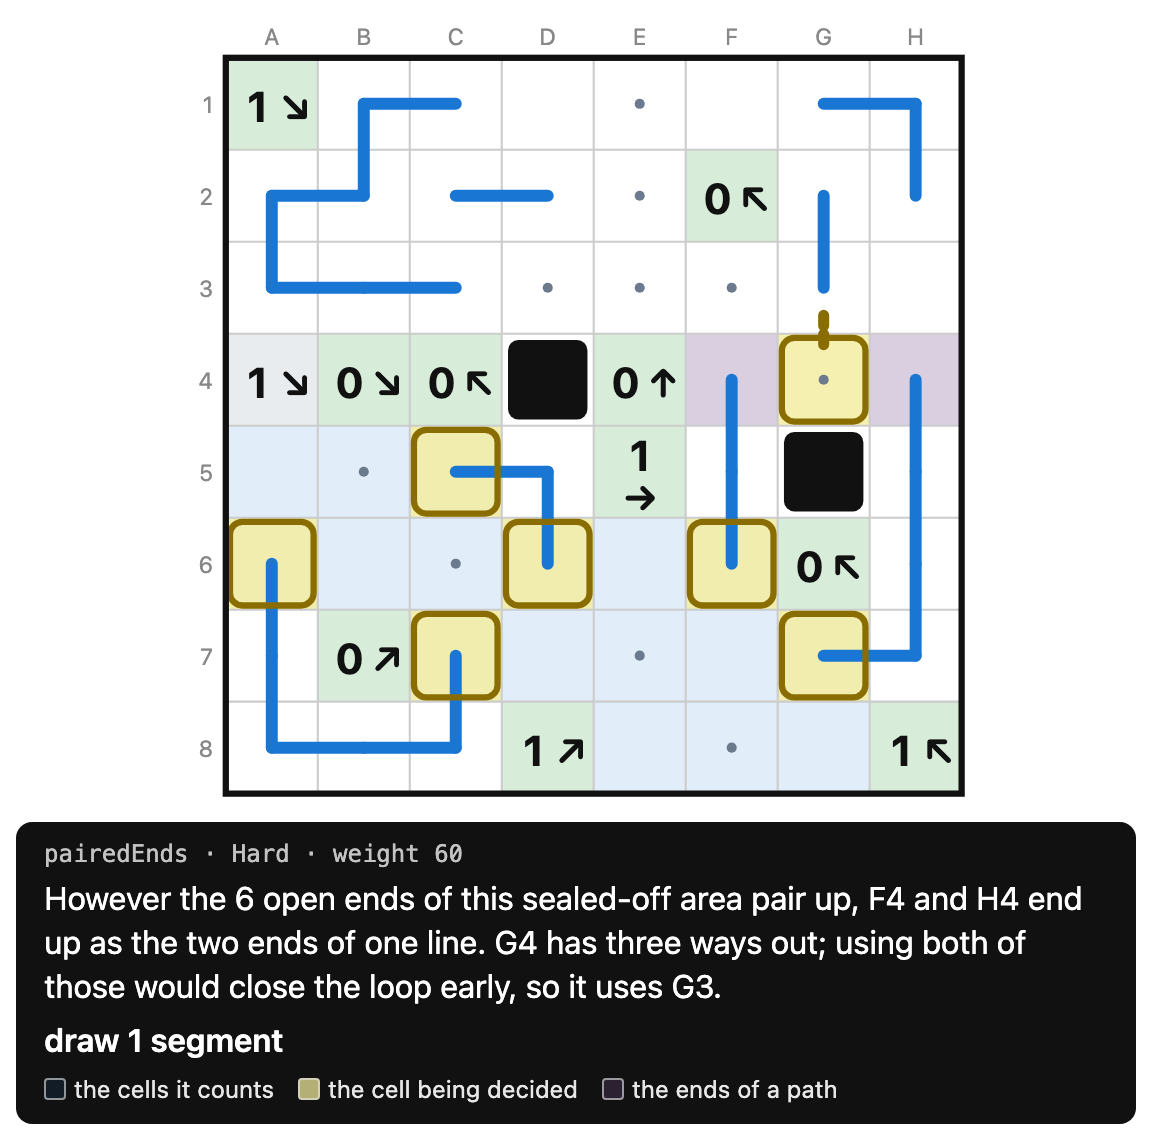 A B C D E F G H
1 1 ↘
2 0 ↖
3
4 1 ↘ 0 ↘ 0 ↖ 0 ↑
5 1 →
6 0 ↖
7 0 ↗
8 1 ↗ 1 ↖
pairedEnds · Hard · weight 60
However the 6 open ends of this sealed-off area pair up, F4 and H4 end
up as the two ends of one line. G4 has three ways out; using both of
those would close the loop early, so it uses G3.
draw 1 segment
the cells it counts the cell being decided the ends of a path